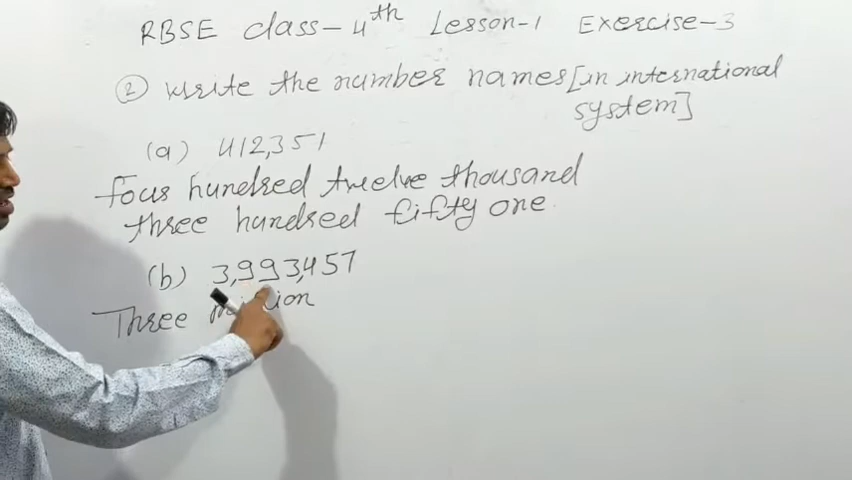 RBSE class-4th Lesson-1 Exercise-3
② write the number names [in international
system]
(a) 412,351
four hundred twelve thousand
three hundred fifty one.
(b) 3,993,457
Three million